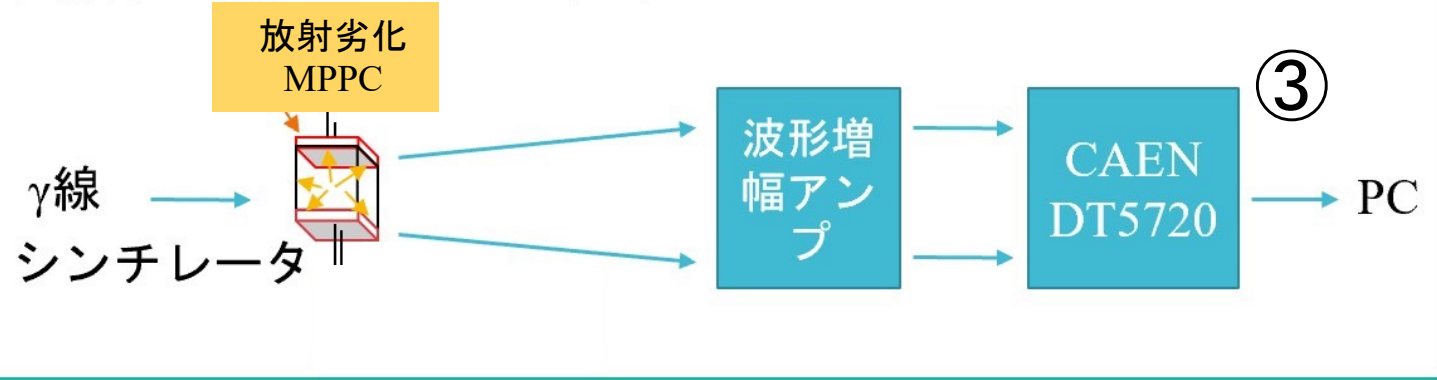 放射劣化
MPPC
③
γ線
シンチレータ
波形増
幅アン
プ
CAEN
DT5720
PC